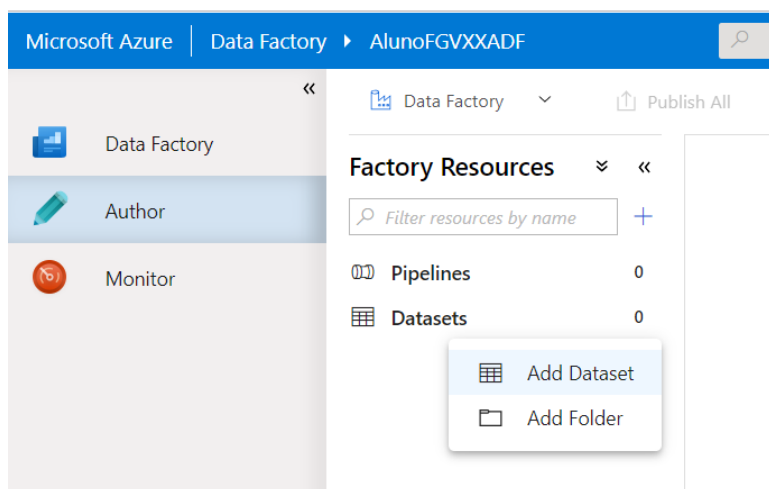 Microsoft Azure Data Factory AlunoFGVXXADF
«
Data Factory
Author
Monitor
Data Factory Publish All
Factory Resources «
Filter resources by name +
Pipelines 0
Datasets 0
Add Dataset
Add Folder